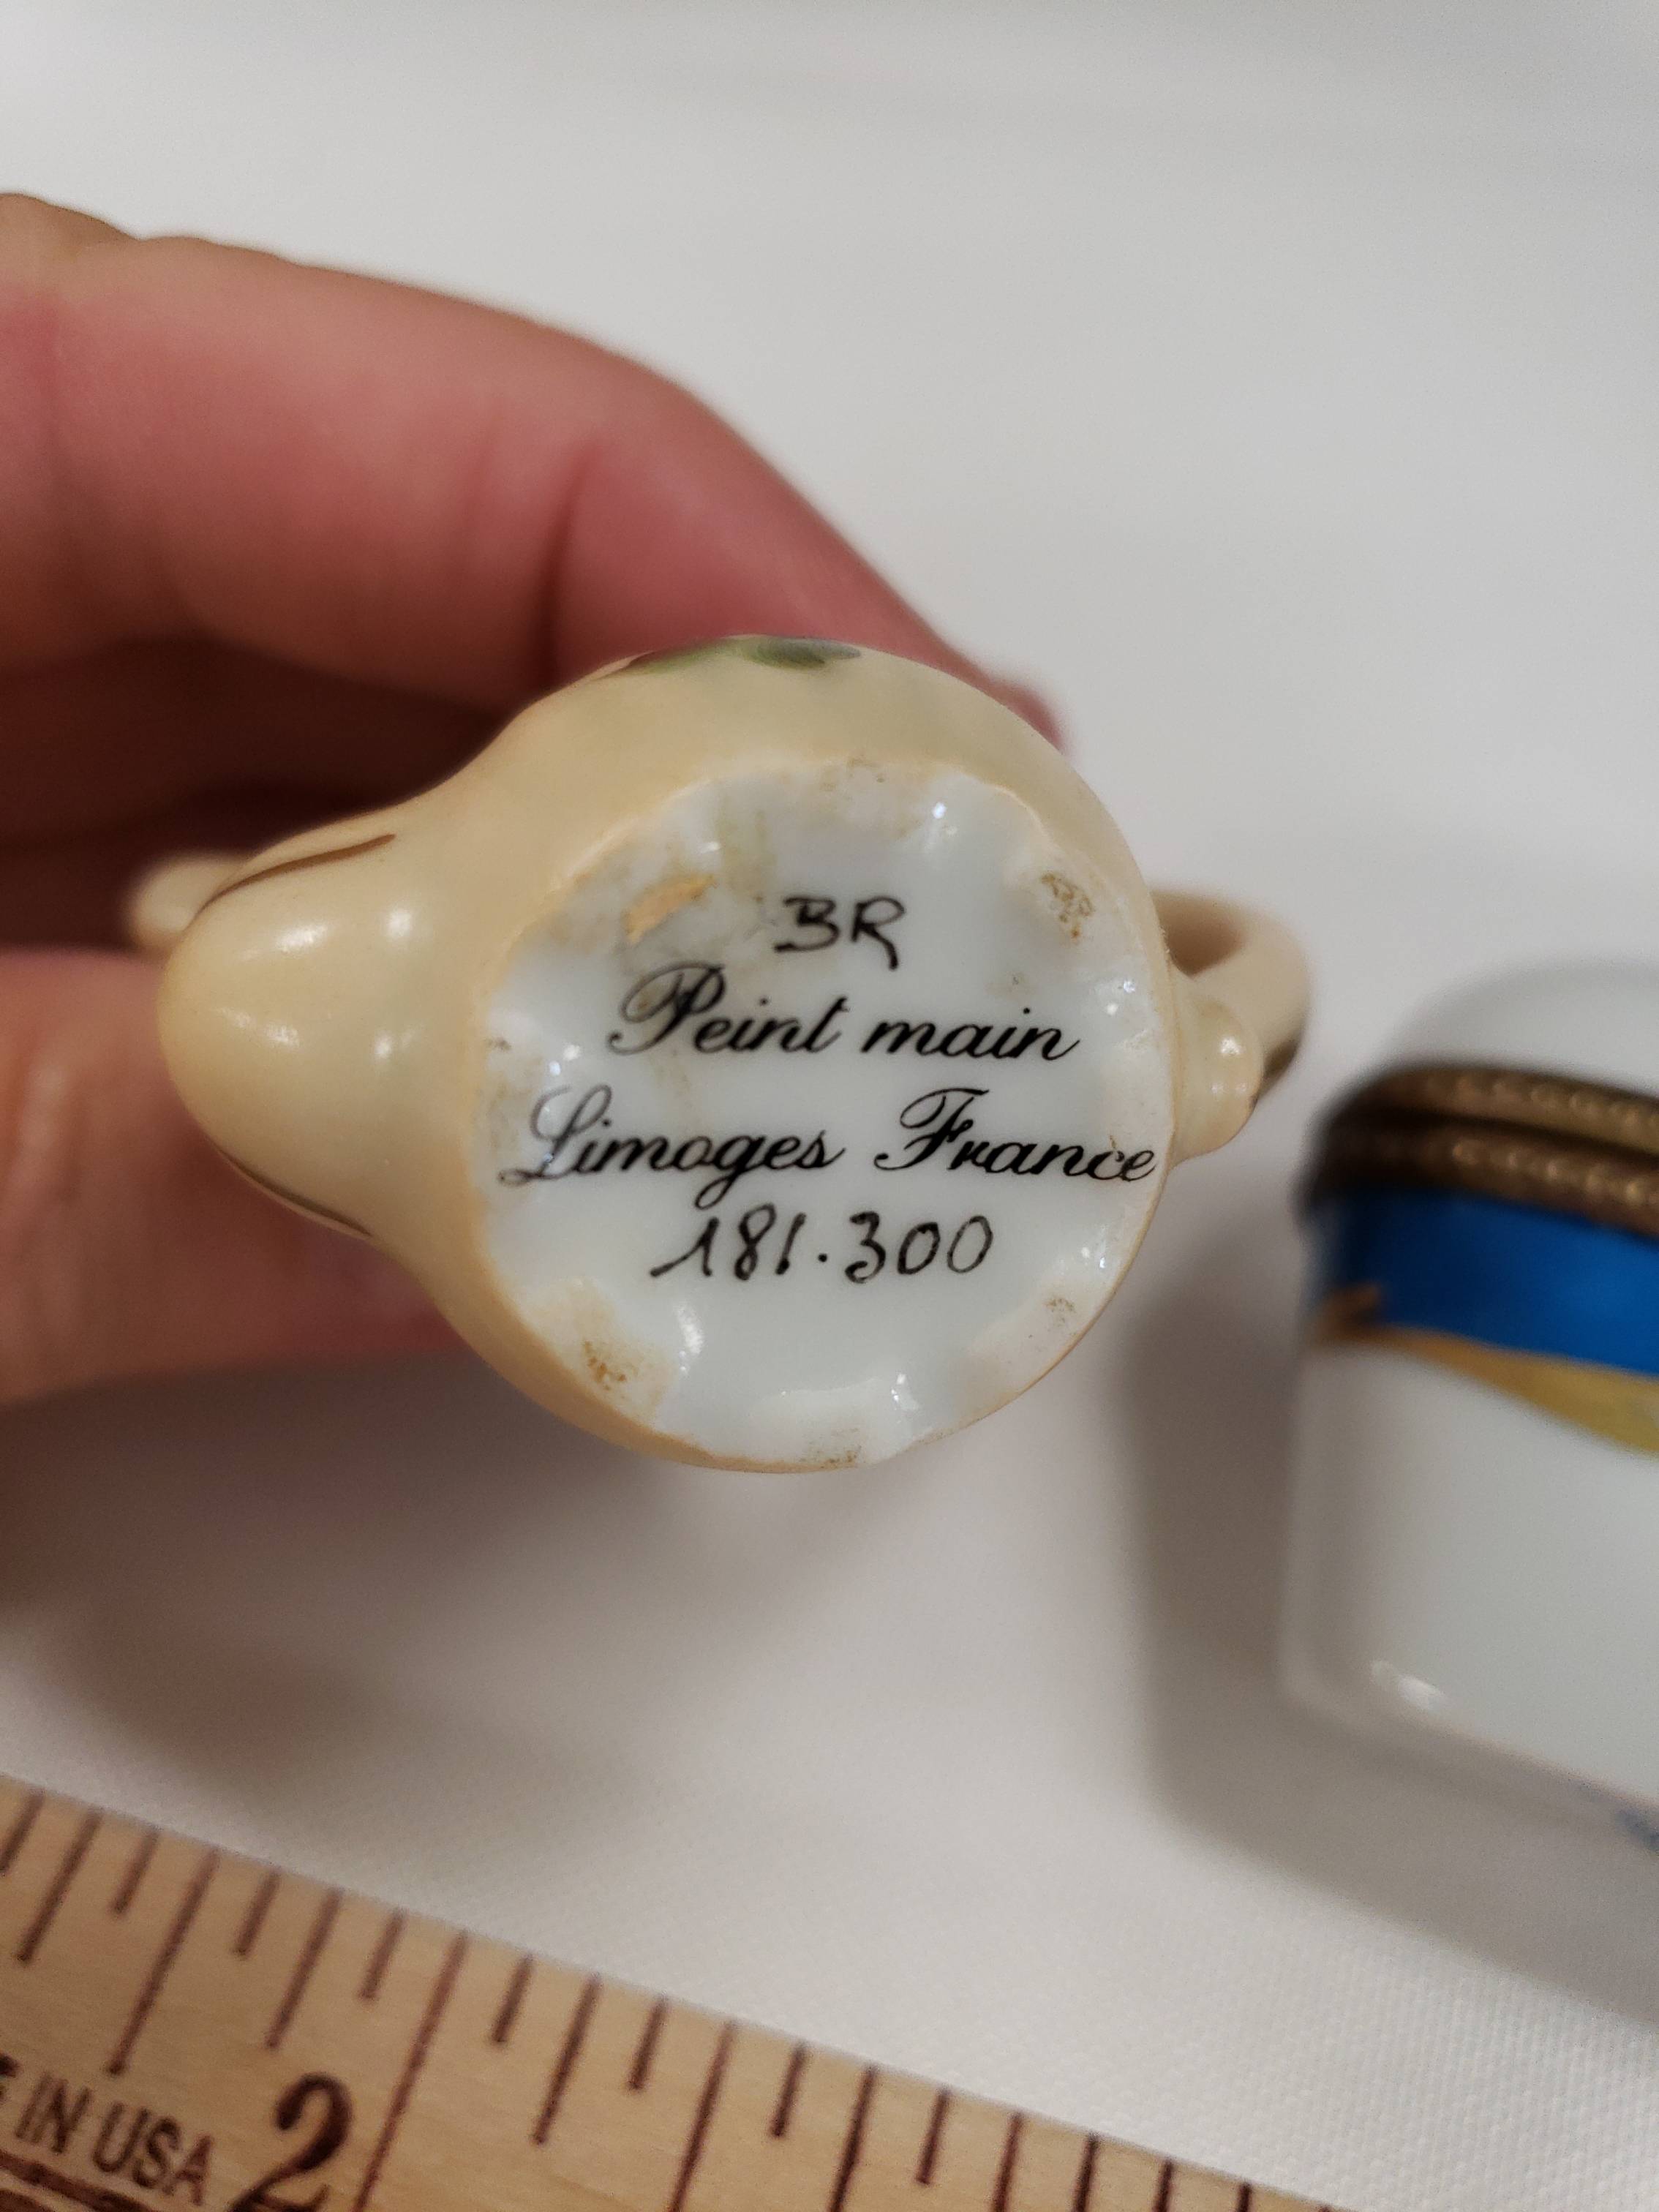 BR
Peint main
Limoges France
181.300
IN USA 2